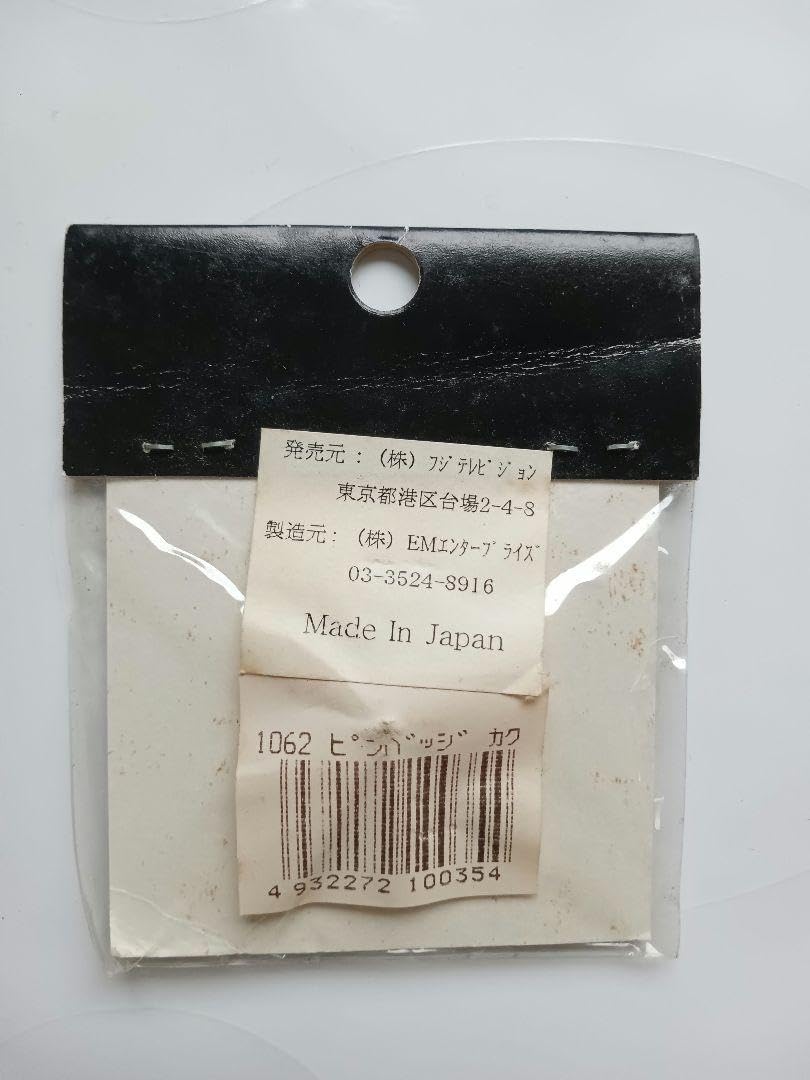 発売元：（株）ﾌｼﾞﾃﾚﾋﾞｼﾞｮﾝ
東京都港区台場2-4-8
製造元：（株）EMｴﾝﾀｰﾌﾟﾗｲｽﾞ
03-3524-8916
Made In Japan
1062 ピンバッジ カク
4 932272 100354